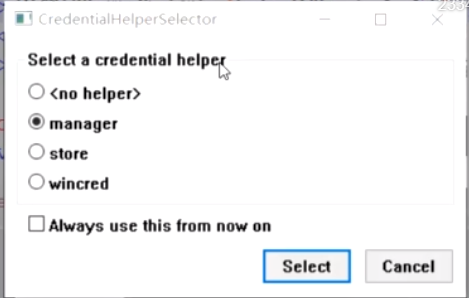 CredentialHelperSelector
Select a credential helper
<no helper>
manager
store
wincred
Always use this from now on
Select Cancel